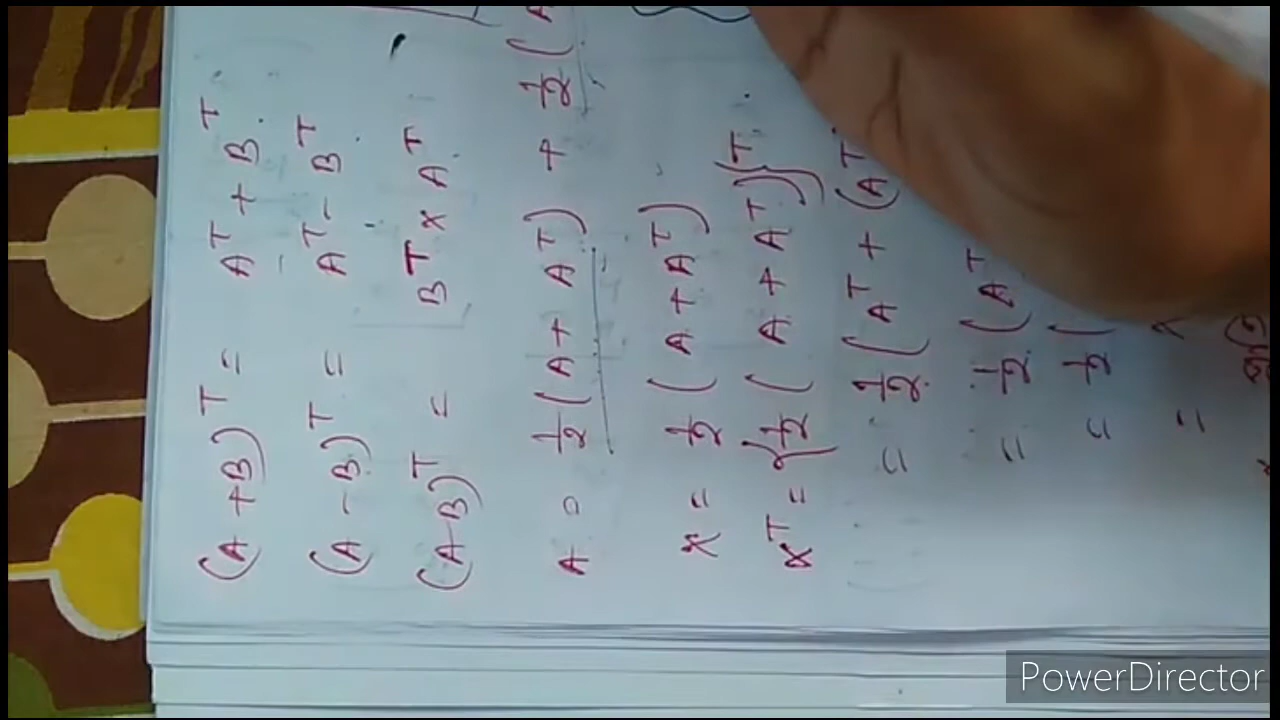 (A + B)ᵀ = Aᵀ + Bᵀ.
(A - B)ᵀ = Aᵀ - Bᵀ.
(A·B)ᵀ = Bᵀ × Aᵀ.
A = ½(A + Aᵀ) + ½(A
X = ½(A + Aᵀ)
Xᵀ = {½(A + Aᵀ)}ᵀ.
= ½(Aᵀ + (Aᵀ
= ½(Aᵀ
= ½(
=
PowerDirector